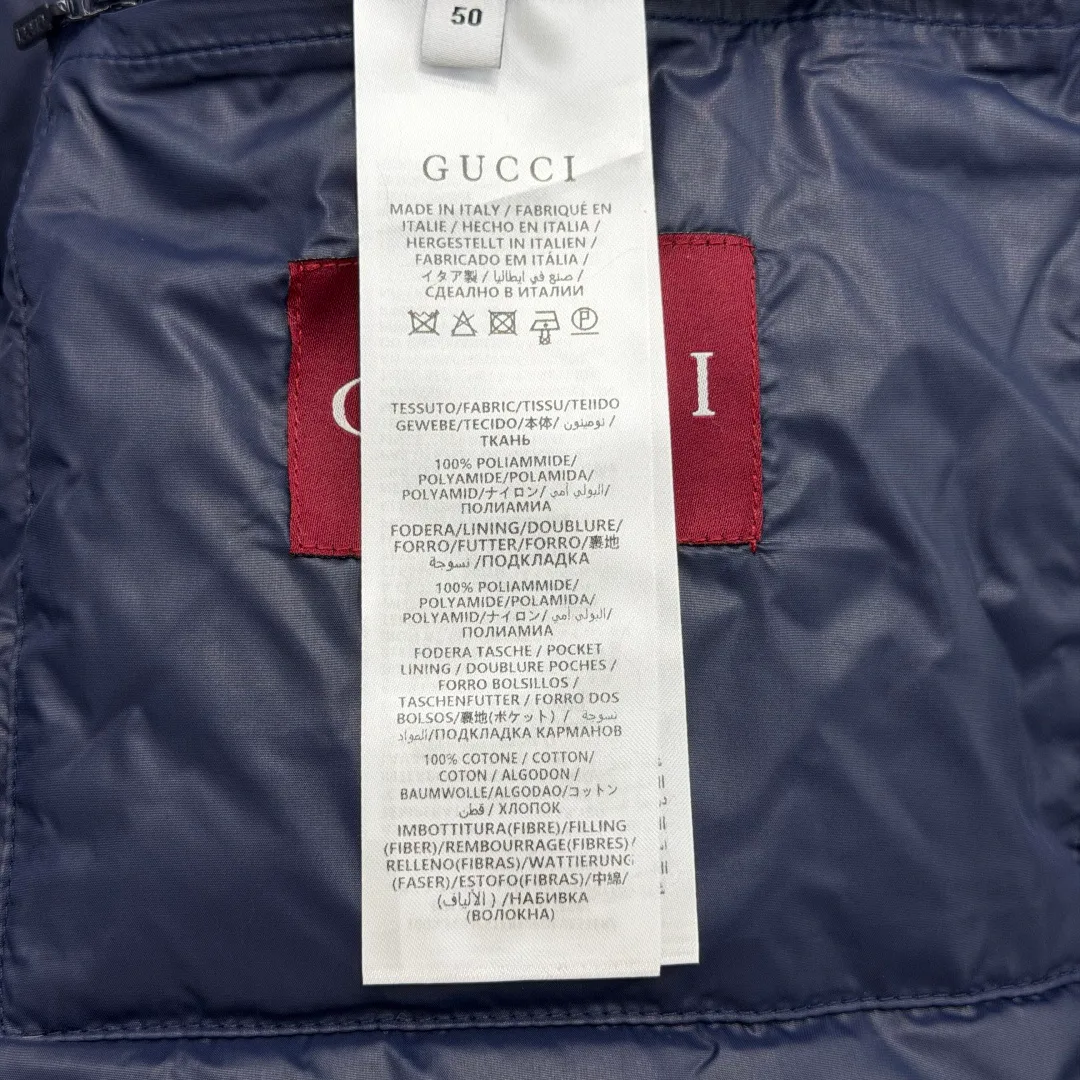 50
GUCCI
MADE IN ITALY / FABRIQUÉ EN
ITALIE / HECHO EN ITALIA /
HERGESTELLT IN ITALIEN /
FABRICADO EM ITÁLIA /
イタア製 / صنع في ايطاليا /
СДЕАЛНО В ИТАЛИИ
P
G I
TESSUTO/FABRIC/TISSU/TEIIDO
GEWEBE/TECIDO/本体/ نومينون /
ТКАНЬ
100% POLIAMMIDE/
POLYAMIDE/POLAMIDA/
POLYAMID/ナイロン/ البولي أمي/
ПОЛИАМИА
FODERA/LINING/DOUBLURE/
FORRO/FUTTER/FORRO/裏地
نسوجة /ПОДКЛАДКА
100% POLIAMMIDE/
POLYAMIDE/POLAMIDA/
POLYAMID/ナイロン/ البولي أمي/
ПОЛИАМИА
FODERA TASCHE / POCKET
LINING / DOUBLURE POCHES /
FORRO BOLSILLOS /
TASCHENFUTTER / FORRO DOS
BOLSOS/裏地(ポケット) / نسوجة
المواد/ПОДКЛАДКА КАРМАНОВ
100% COTONE / COTTON/
COTON / ALGODON /
BAUMWOLLE/ALGODAO/コットン
قطن / ХЛОПОК
IMBOTTITURA(FIBRE)/FILLING
(FIBER)/REMBOURRAGE(FIBRES)/
RELLENO(FIBRAS)/WATTIERUNG
(FASER)/ESTOFO(FIBRAS)/中綿/
(الألياف) /НАБИВКА
(ВОЛОКНА)